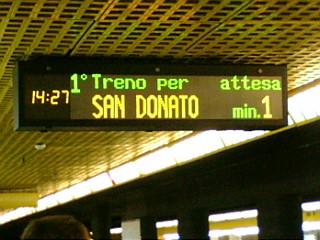 1° Treno per attesa
14:27 SAN DONATO min. 1